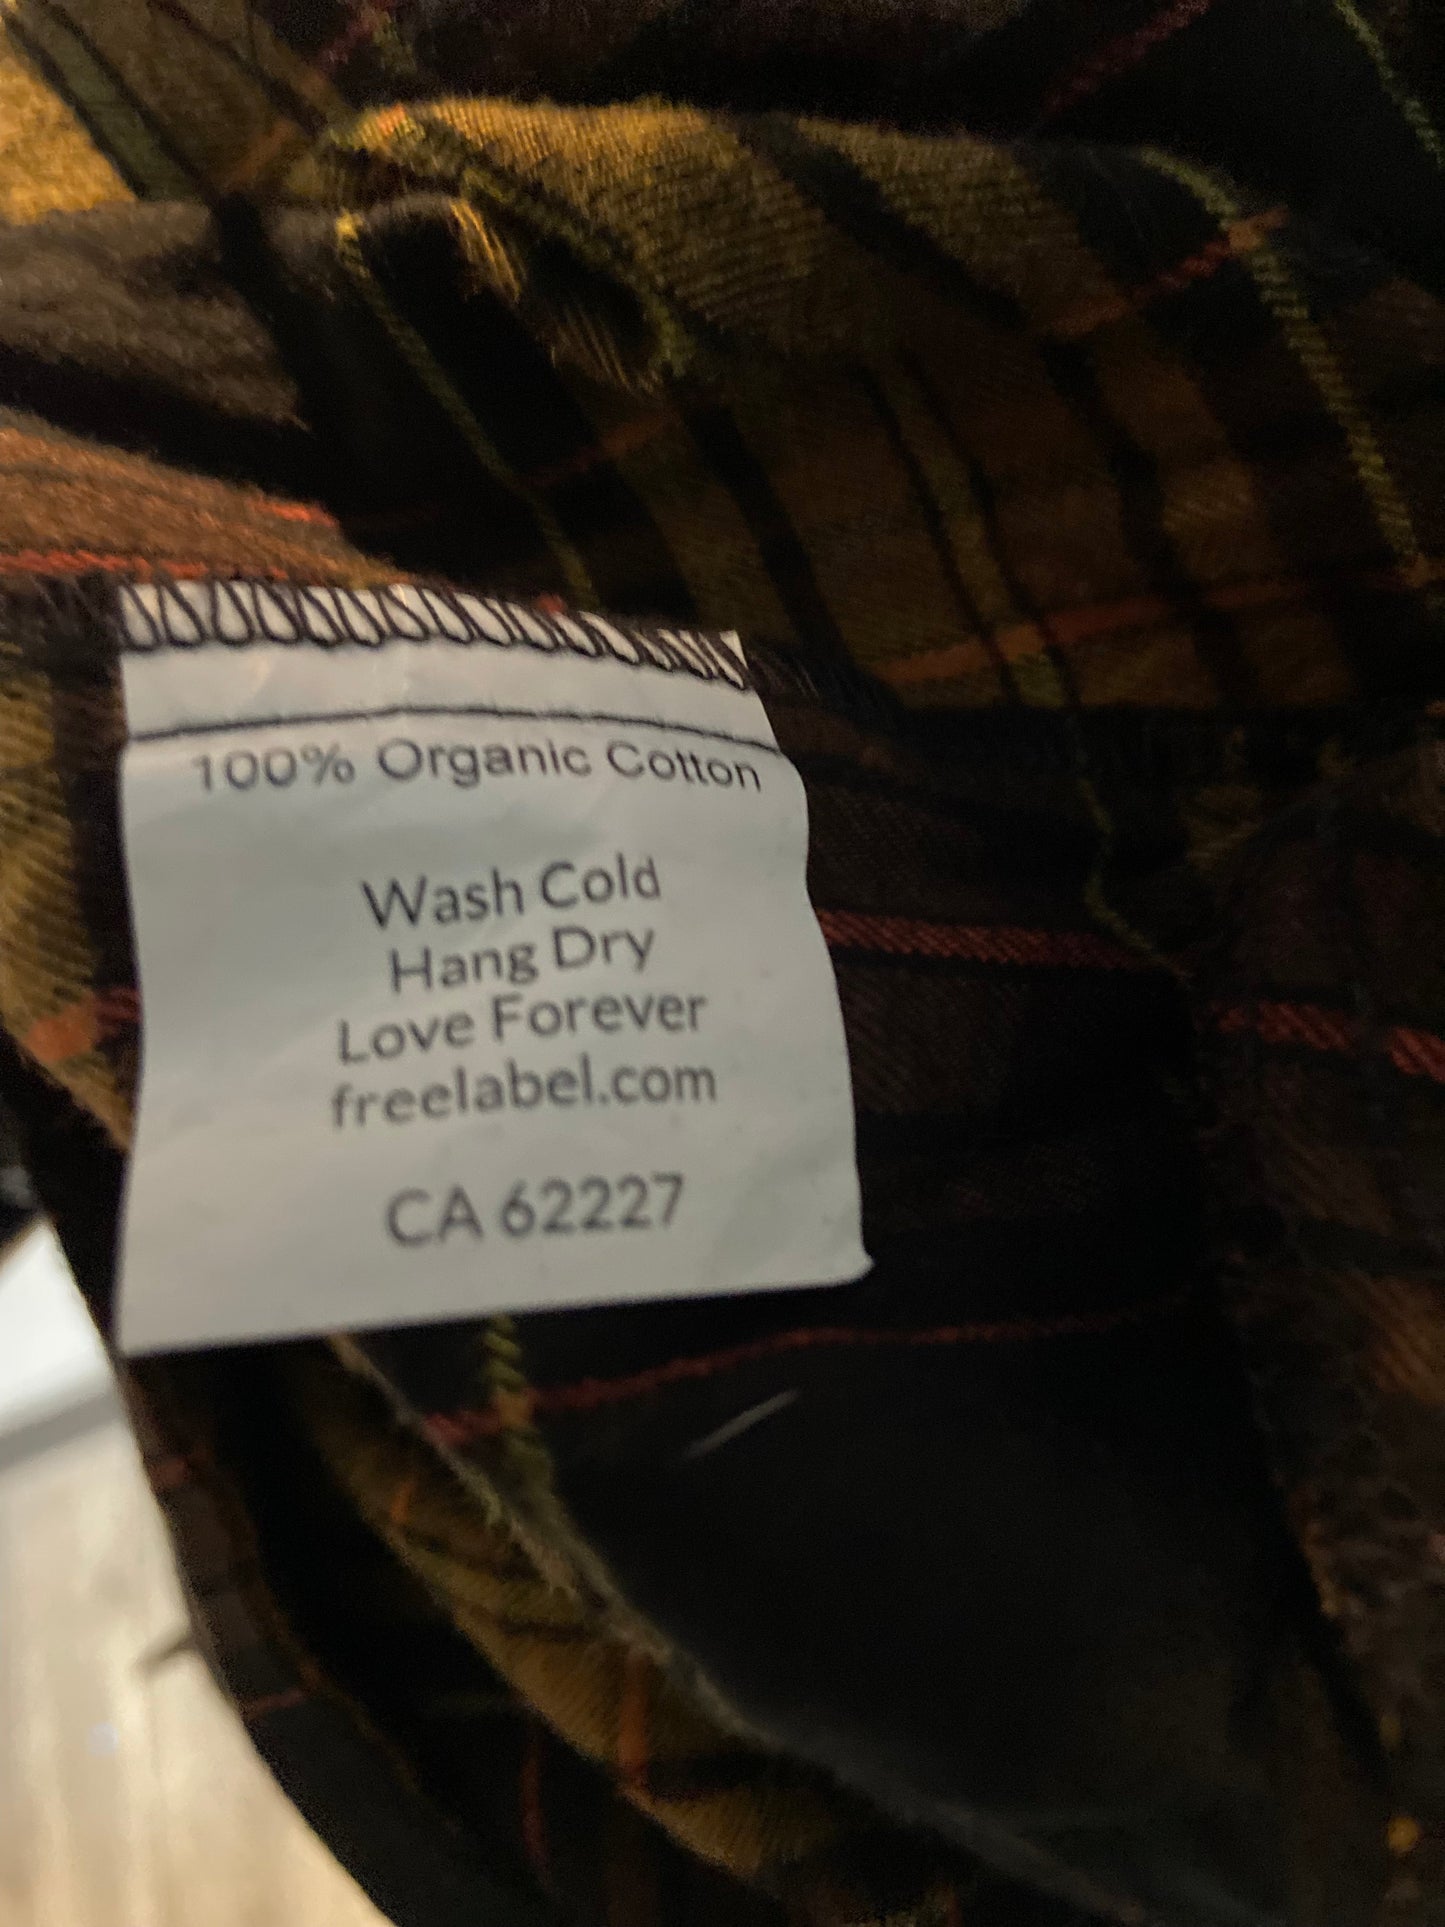 100% Organic Cotton
Wash Cold
Hang Dry
Love Forever
freelabel.com
CA 62227